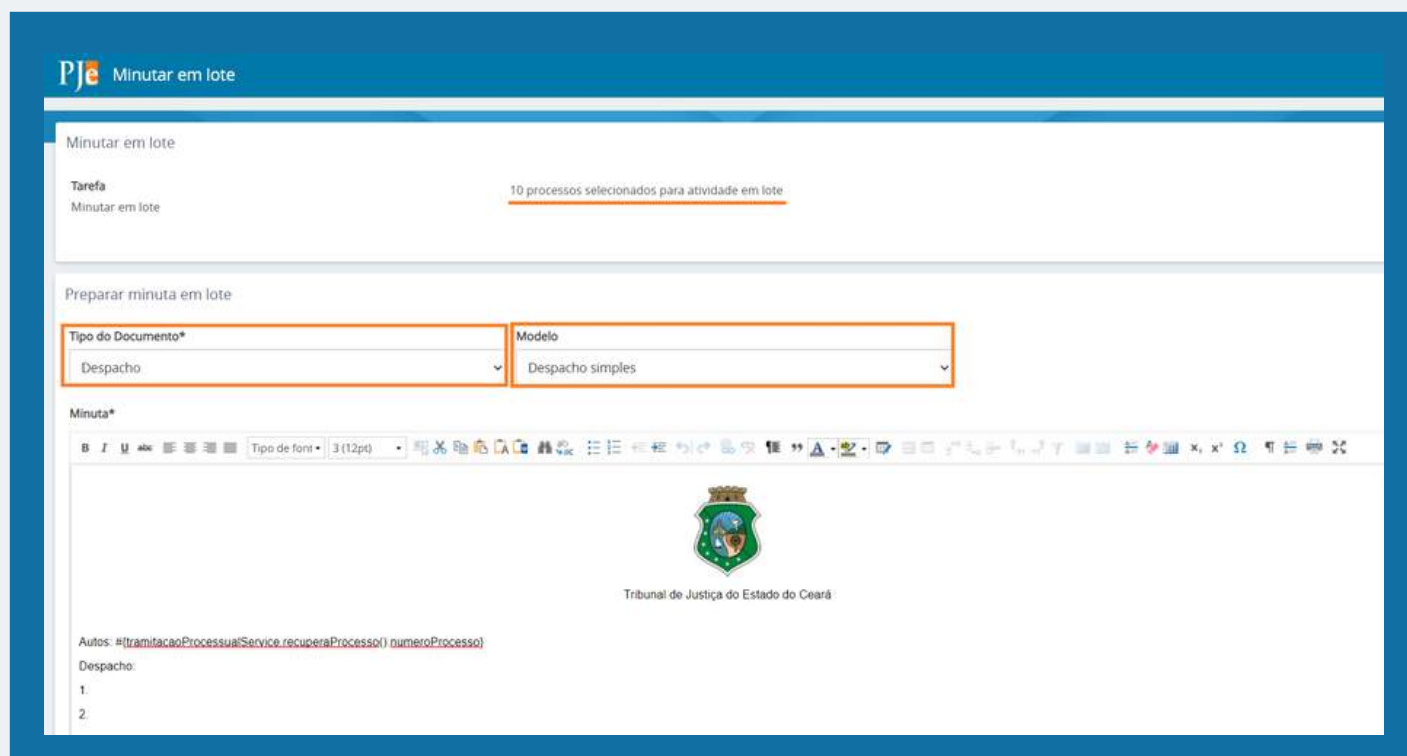 PJe Minutar em lote
Minutar em lote
Tarefa
10 processos selecionados para atividade em lote
Minutar em lote
Preparar minuta em lote
Tipo do Documento* Modelo
Despacho Despacho simples
Minuta*
B I U abc Tipo de font 3 (12pt) A ab x, x' Ω ¶
Tribunal de Justiça do Estado do Ceará
Autos: #{tramitacaoProcessualService.recuperaProcesso().numeroProcesso}
Despacho:
1.
2.